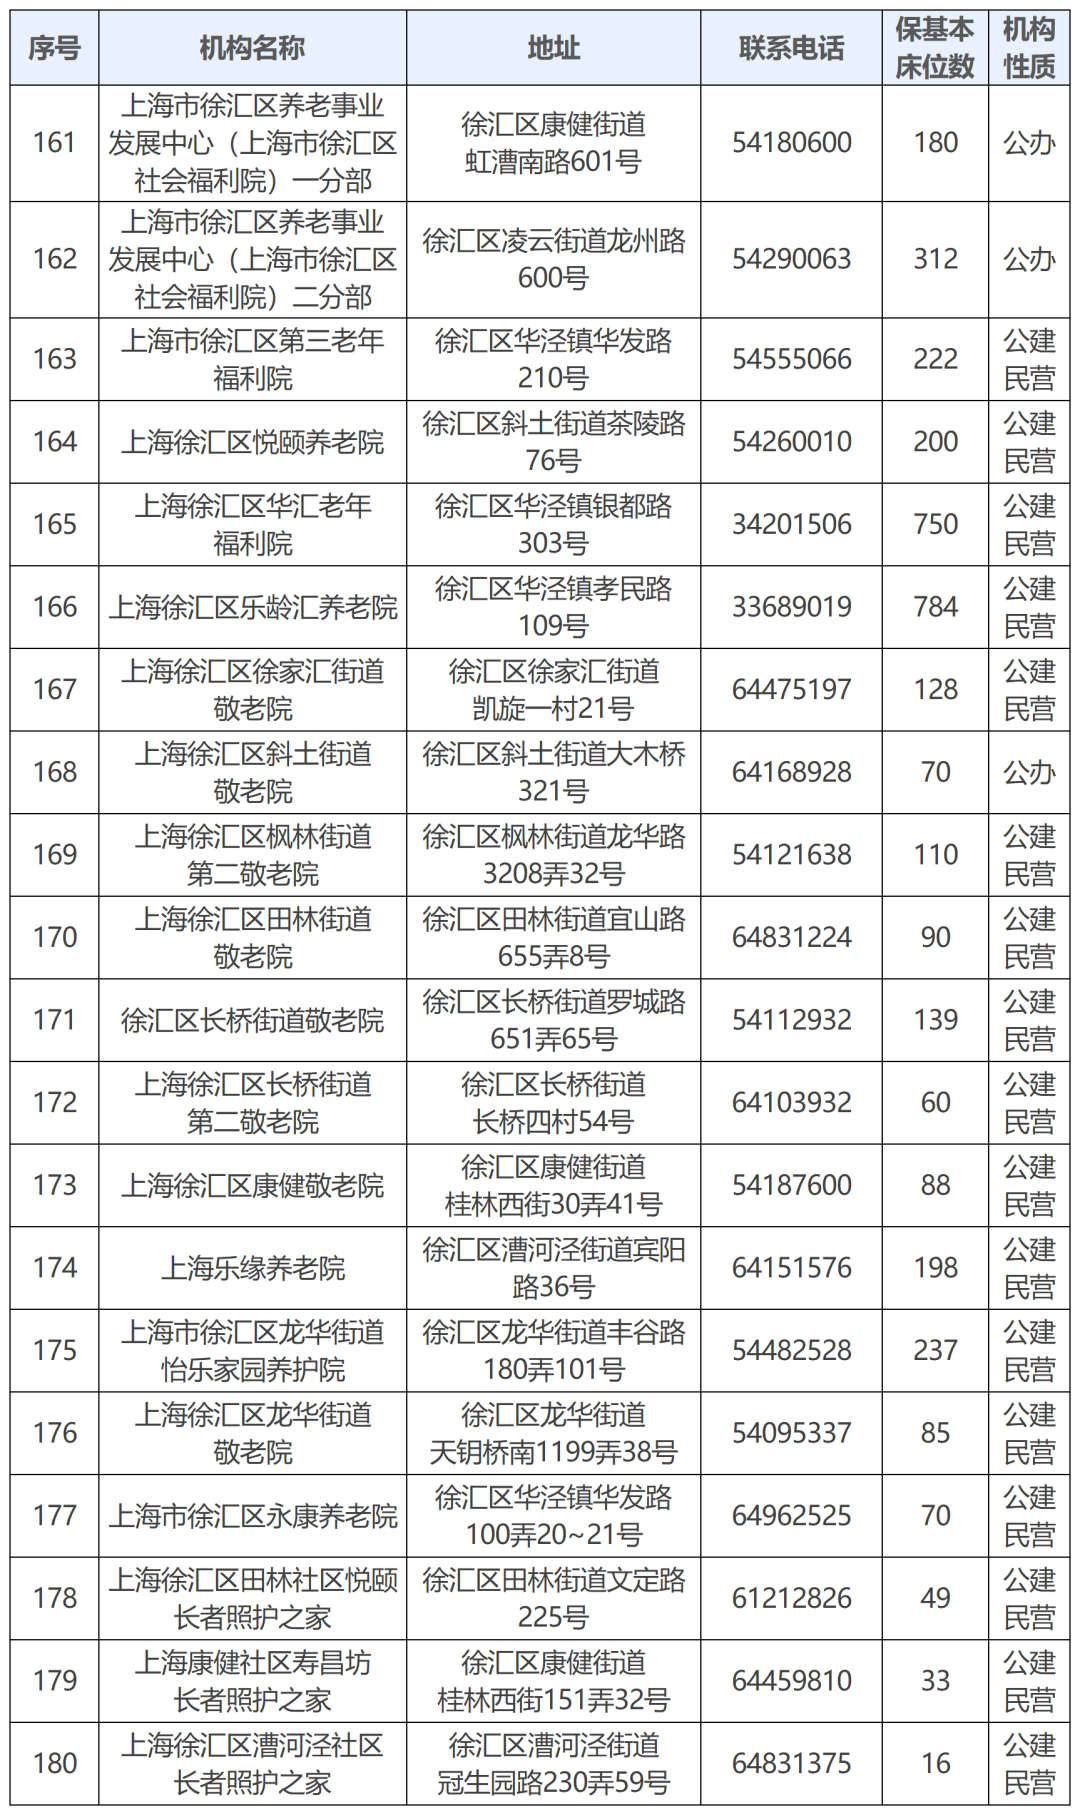 序号 机构名称 地址 联系电话 保基本床位数 机构性质
161 上海市徐汇区养老事业发展中心（上海市徐汇区社会福利院）一分部 徐汇区康健街道虹漕南路601号 54180600 180 公办
162 上海市徐汇区养老事业发展中心（上海市徐汇区社会福利院）二分部 徐汇区凌云街道龙州路600号 54290063 312 公办
163 上海市徐汇区第三老年福利院 徐汇区华泾镇华发路210号 54555066 222 公建民营
164 上海徐汇区悦颐养老院 徐汇区斜土街道茶陵路76号 54260010 200 公建民营
165 上海徐汇区华汇老年福利院 徐汇区华泾镇银都路303号 34201506 750 公建民营
166 上海徐汇区乐龄汇养老院 徐汇区华泾镇孝民路109号 33689019 784 公建民营
167 上海徐汇区徐家汇街道敬老院 徐汇区徐家汇街道凯旋一村21号 64475197 128 公建民营
168 上海徐汇区斜土街道敬老院 徐汇区斜土街道大木桥321号 64168928 70 公办
169 上海徐汇区枫林街道第二敬老院 徐汇区枫林街道龙华路3208弄32号 54121638 110 公建民营
170 上海徐汇区田林街道敬老院 徐汇区田林街道宜山路655弄8号 64831224 90 公建民营
171 徐汇区长桥街道敬老院 徐汇区长桥街道罗城路651弄65号 54112932 139 公建民营
172 上海徐汇区长桥街道第二敬老院 徐汇区长桥街道长桥四村54号 64103932 60 公建民营
173 上海徐汇区康健敬老院 徐汇区康健街道桂林西街30弄41号 54187600 88 公建民营
174 上海乐缘养老院 徐汇区漕河泾街道宾阳路36号 64151576 198 公建民营
175 上海市徐汇区龙华街道怡乐家园养护院 徐汇区龙华街道丰谷路180弄101号 54482528 237 公建民营
176 上海徐汇区龙华街道敬老院 徐汇区龙华街道天钥桥南1199弄38号 54095337 85 公建民营
177 上海市徐汇区永康养老院 徐汇区华泾镇华发路100弄20~21号 64962525 70 公建民营
178 上海徐汇区田林社区悦颐长者照护之家 徐汇区田林街道文定路225号 61212826 49 公建民营
179 上海康健社区寿昌坊长者照护之家 徐汇区康健街道桂林西街151弄32号 64459810 33 公建民营
180 上海徐汇区漕河泾社区长者照护之家 徐汇区漕河泾街道冠生园路230弄59号 64831375 16 公建民营